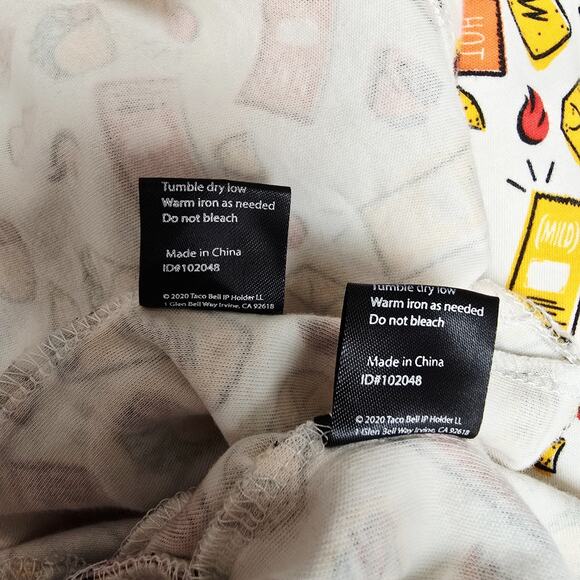 HOT
(MILD)
Tumble dry low
Warm iron as needed
Do not bleach
Made in China
ID#102048
© 2020 Taco Bell IP Holder LL
1 Glen Bell Way Irvine, CA 92618
Tumble dry low
Warm iron as needed
Do not bleach
Made in China
ID#102048
© 2020 Taco Bell IP Holder LL
1 Glen Bell Way Irvine, CA 92618